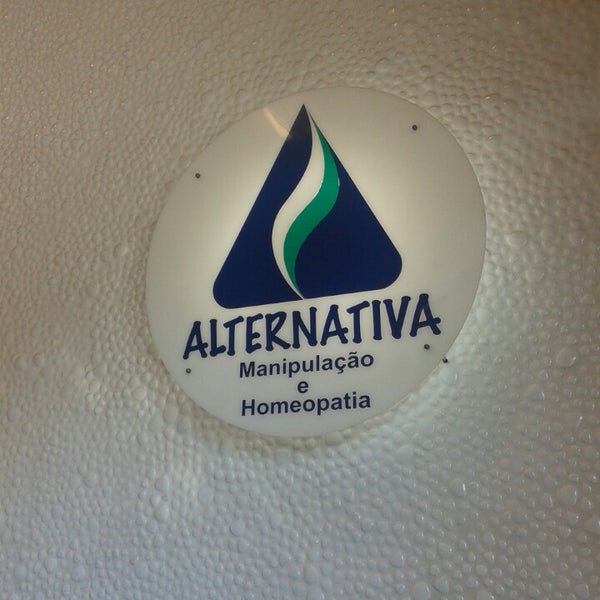 ALTERNATIVA
Manipulação
e
Homeopatia